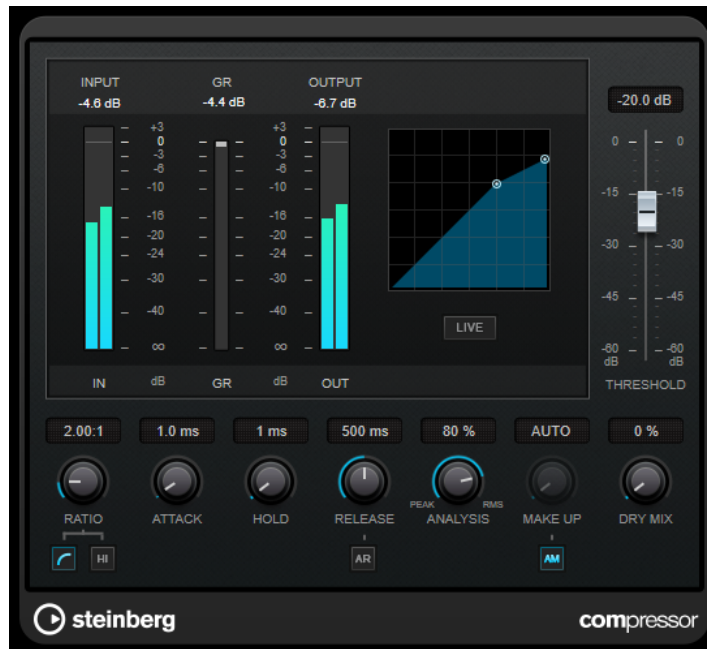 INPUT GR OUTPUT
-4.6 dB -4.4 dB -6.7 dB
-20.0 dB
+3 +3
0 0 0 0
-3 -3
-6 -6
-10 -10
-15 -15
-16 -16
-20 -20
-24 -24
-30 -30
-30 -30
-40 -40
-45 -45
∞ ∞
-60 -60
dB dB
LIVE
IN dB GR dB OUT
THRESHOLD
2.00:1 1.0 ms 1 ms 500 ms 80 % AUTO 0 %
PEAK RMS
RATIO ATTACK HOLD RELEASE ANALYSIS MAKE UP DRY MIX
HI AR AM
steinberg compressor